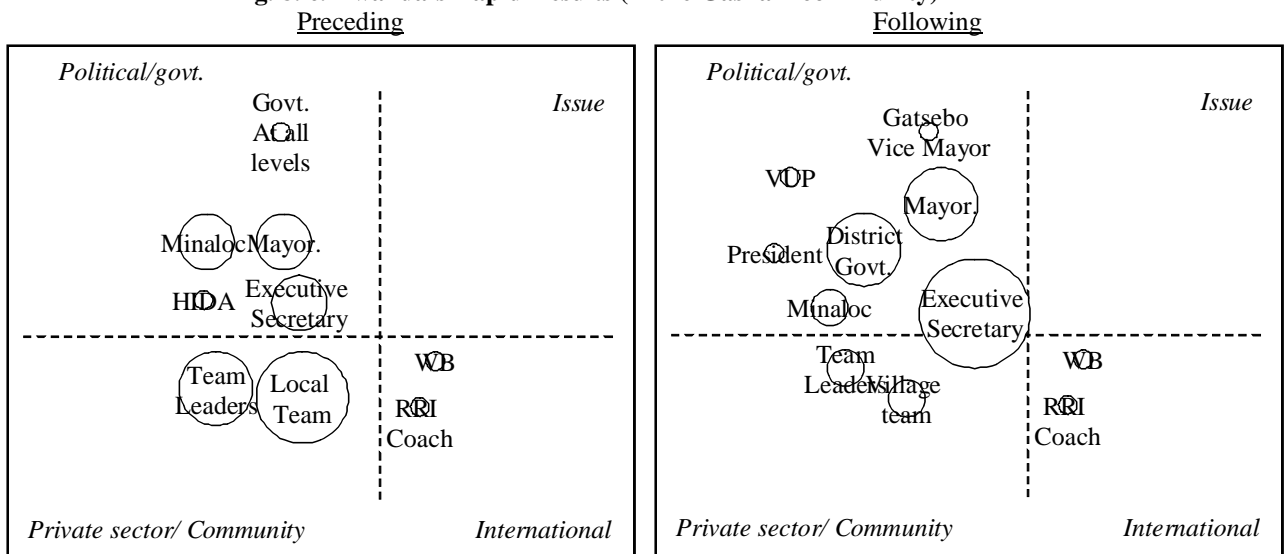 Preceding
Following
Political/govt.
Issue
Govt.
At all
levels
Minaloc
Mayor.
HIDA
Executive
Secretary
Team
Leaders
Local
Team
WB
RRI
Coach
Private sector/ Community
International
Political/govt.
Issue
Gatsebo
Vice Mayor
VUP
Mayor.
District
Govt.
President
Minaloc
Executive
Secretary
Team
Leaders
Village
team
WB
RRI
Coach
Private sector/ Community
International